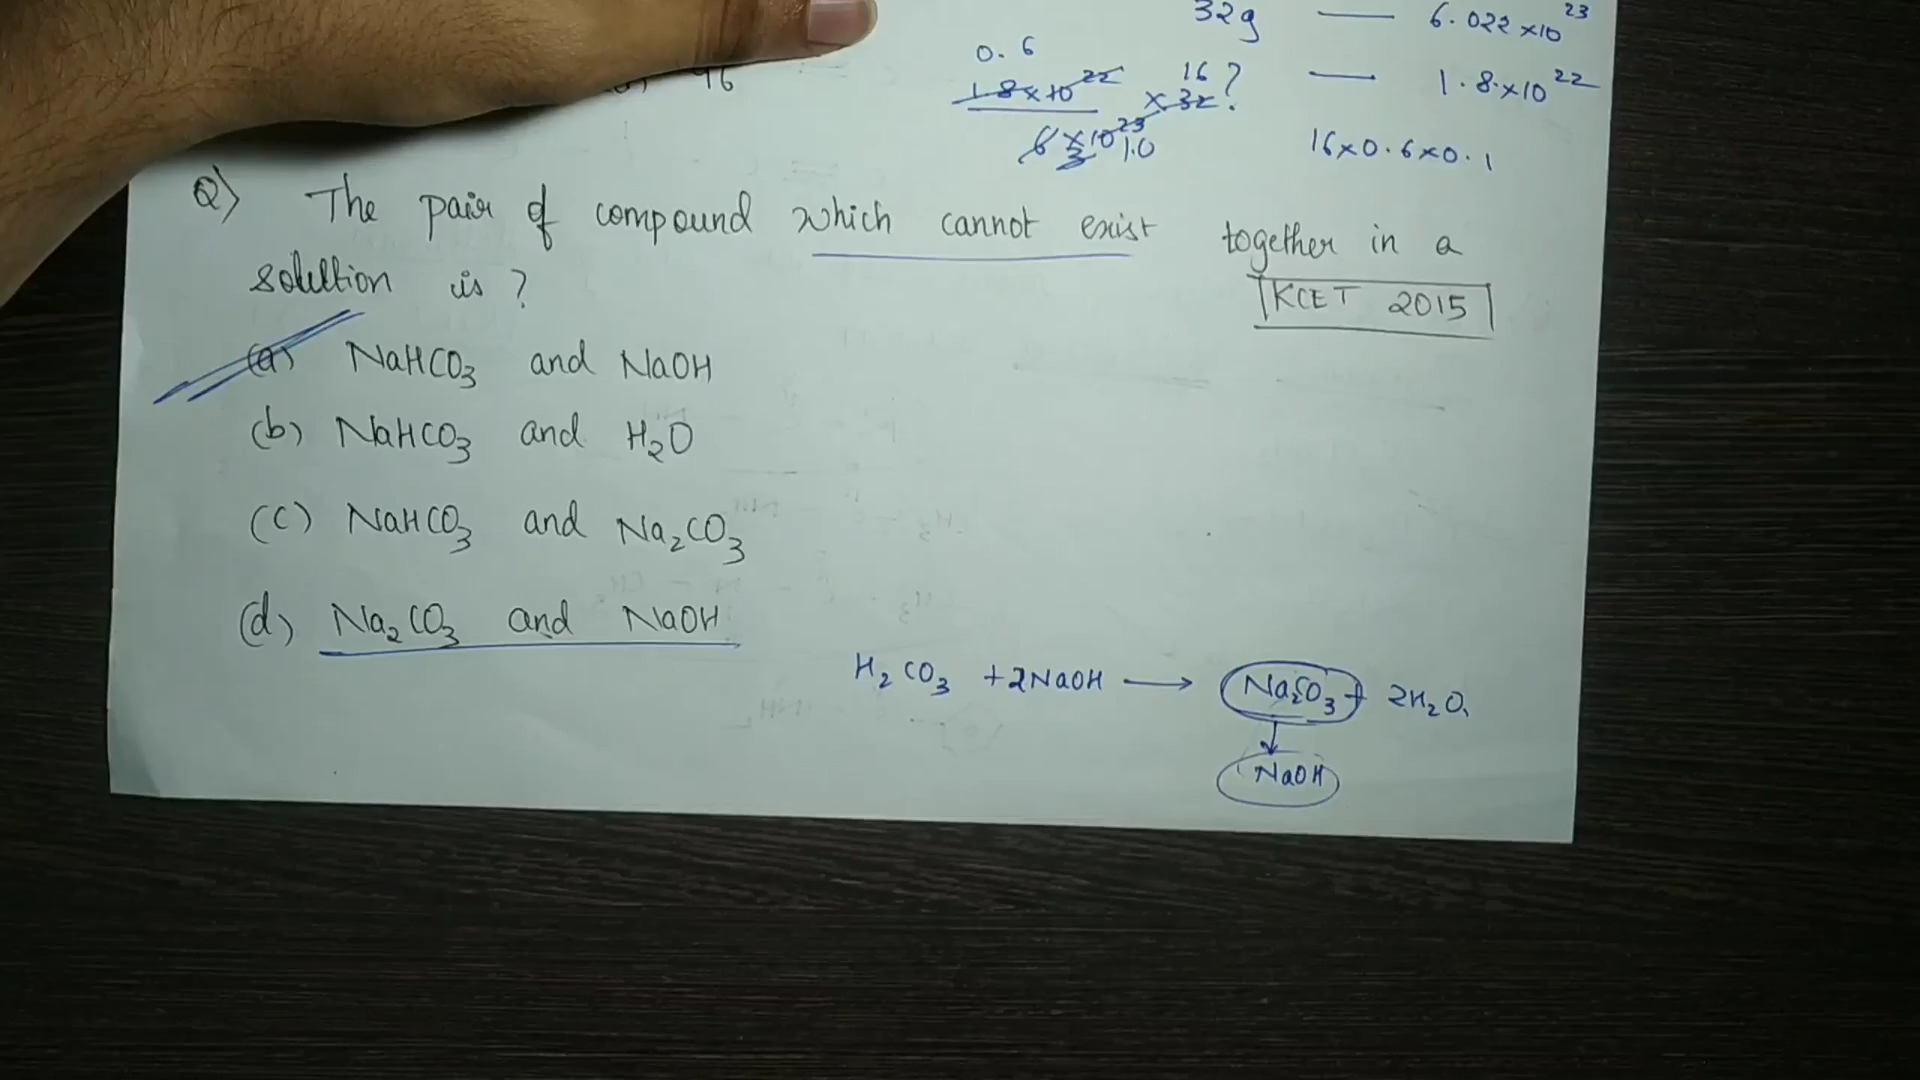 32g — 6.022×10²³
0.6
1.8×10²² × 32 16 ? — 1.8×10²²
6×10²³ 3 1.0
16×0.6×0.1
Q) The pair of compound which cannot exist together in a
solution is ?
KCET 2015
(a) NaHCO₃ and NaOH
(b) NaHCO₃ and H₂O
(c) NaHCO₃ and Na₂CO₃
(d) Na₂CO₃ and NaOH
H₂CO₃ + 2NaOH → Na₂CO₃ + 2H₂O
↓
NaOH